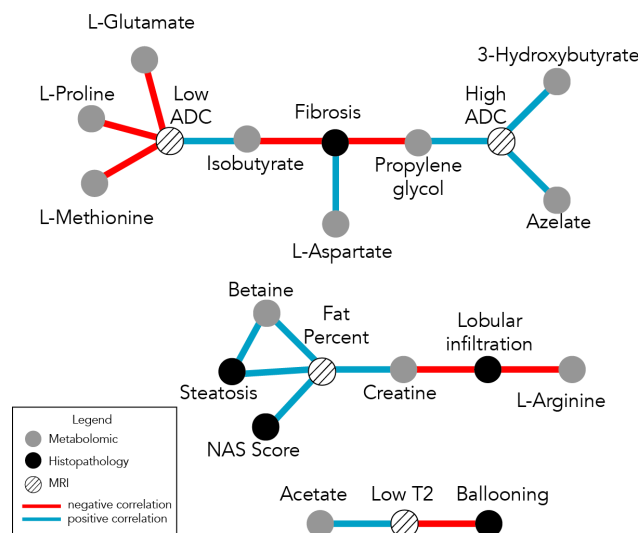 L-Glutamate
3-Hydroxybutyrate
L-Proline
Low
ADC
Fibrosis
High
ADC
Isobutyrate
Propylene
glycol
L-Methionine
L-Aspartate
Azelate
Betaine
Fat
Percent
Lobular
infiltration
Steatosis
Creatine
L-Arginine
NAS Score
Legend
Metabolomic
Histopathology
MRI
negative correlation
positive correlation
Acetate
Low T2
Ballooning